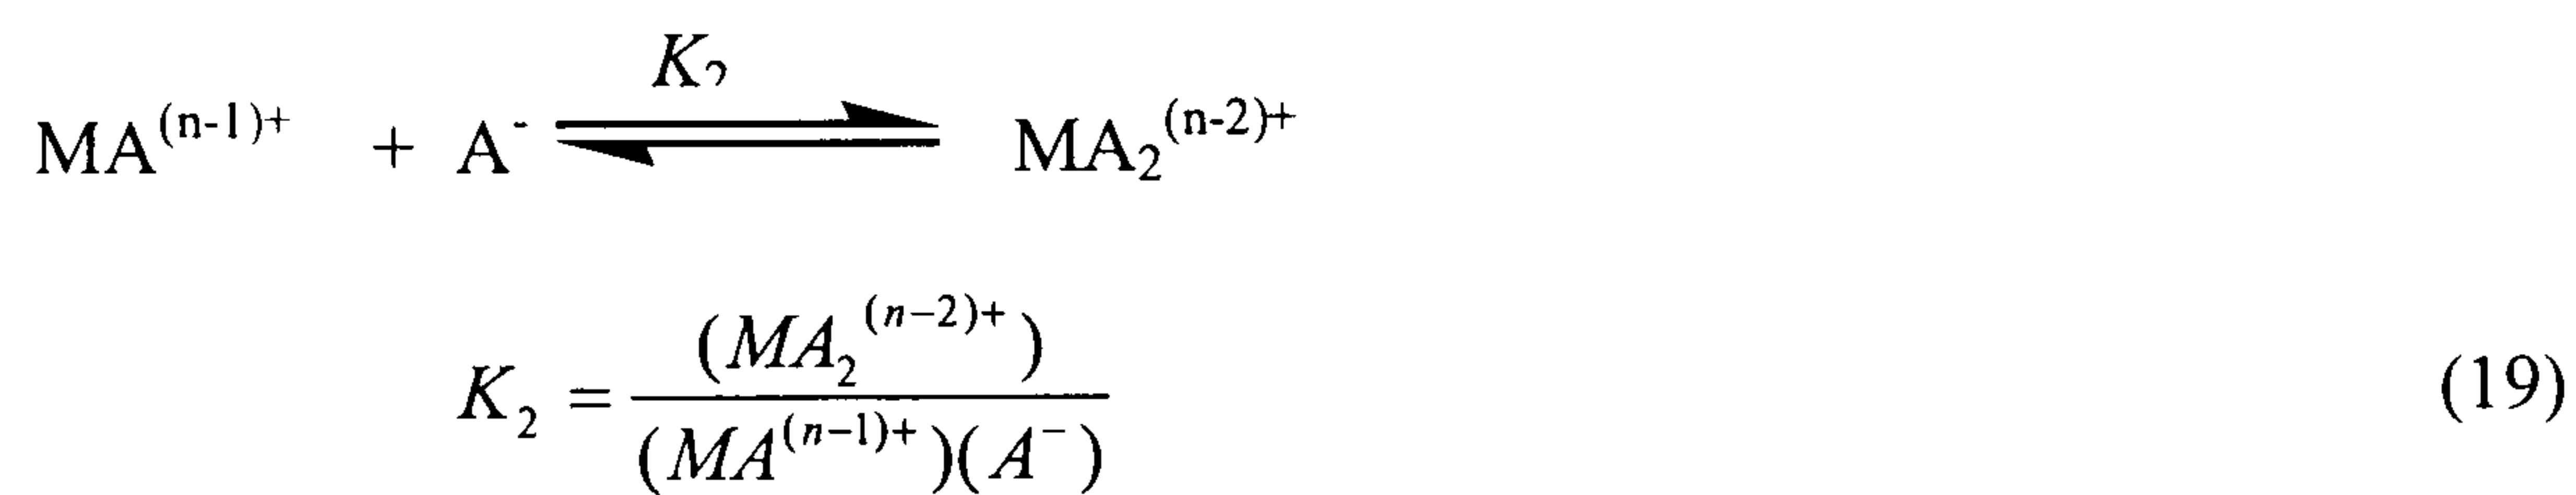 K₂
MA⁽ⁿ⁻¹⁾⁺ + A⁻ ⇌ MA₂⁽ⁿ⁻²⁾⁺
K₂ = (MA₂⁽ⁿ⁻²⁾⁺) / (MA⁽ⁿ⁻¹⁾⁺)(A⁻) (19)